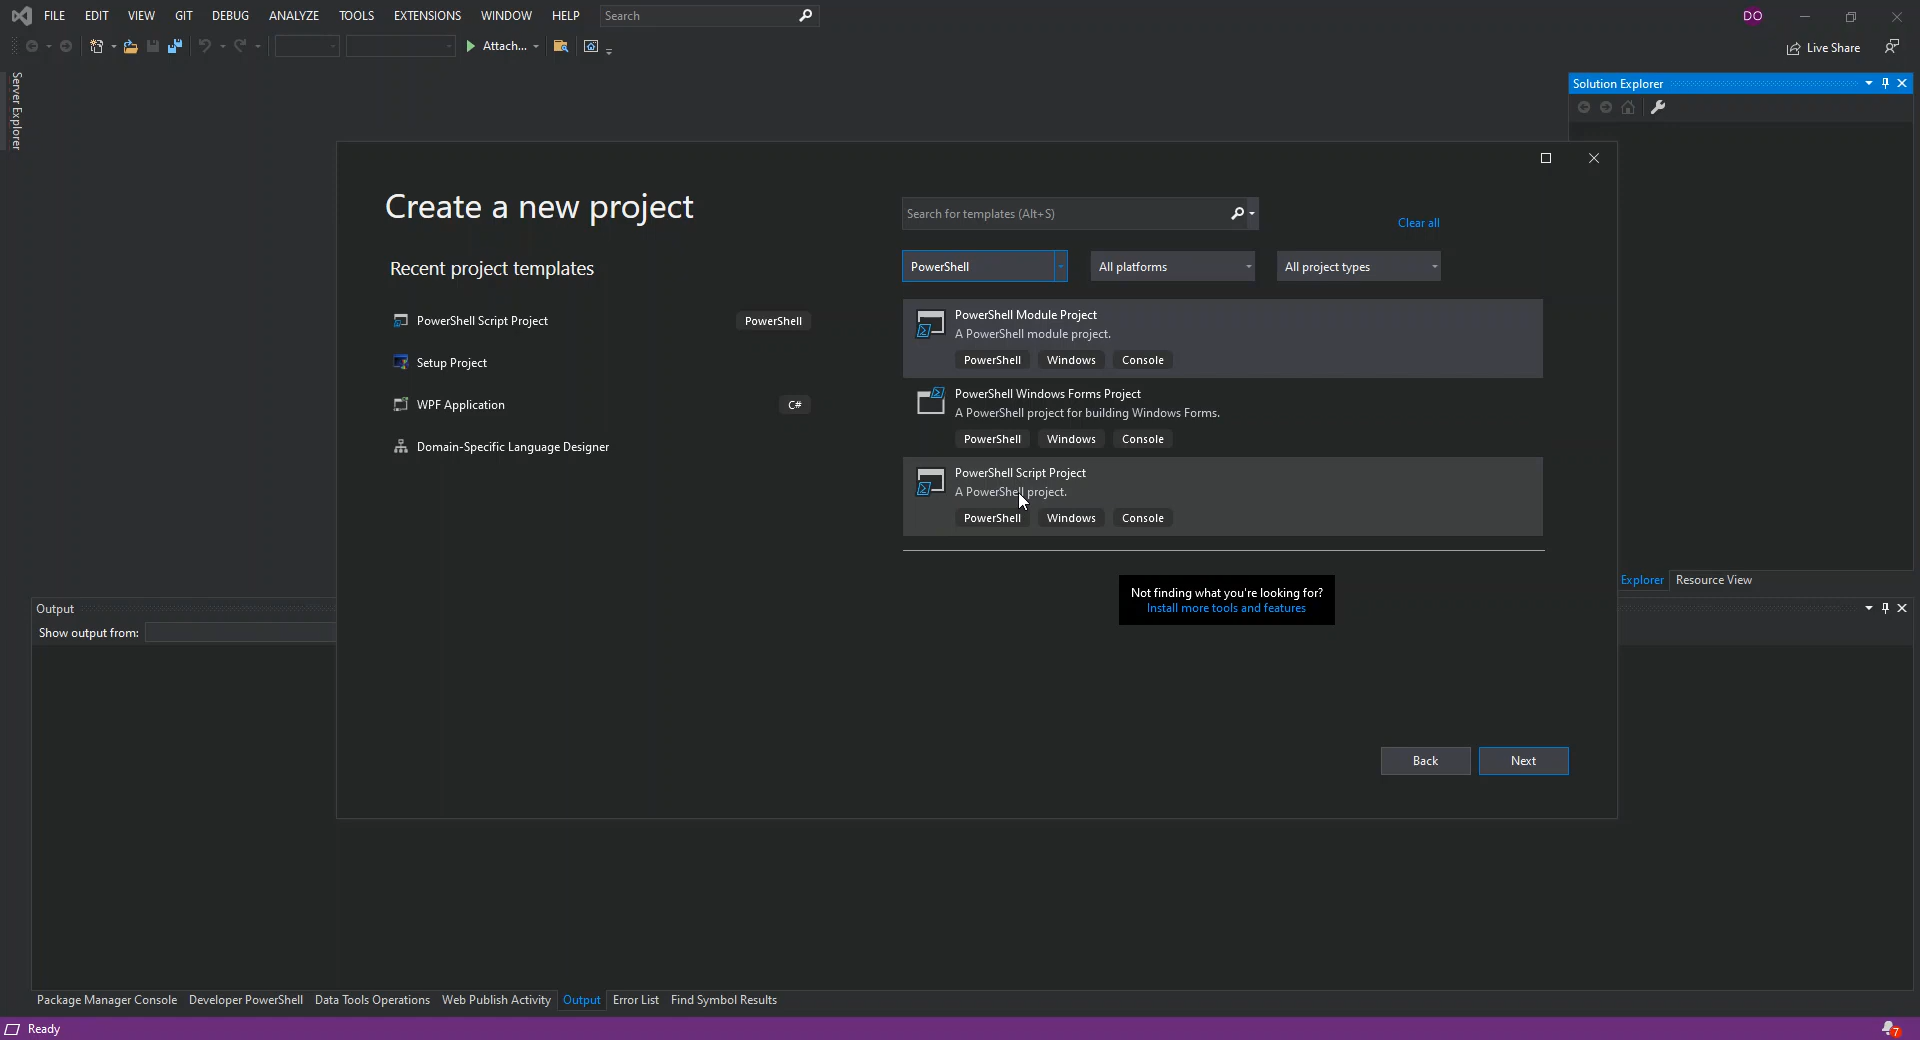 FILE EDIT VIEW GIT DEBUG ANALYZE TOOLS EXTENSIONS WINDOW HELP Search DO
Attach... Live Share
Server Explorer
Solution Explorer
Create a new project
Search for templates (Alt+S)
Clear all
Recent project templates
PowerShell All platforms All project types
PowerShell Script Project PowerShell
Setup Project
WPF Application C#
Domain-Specific Language Designer
PowerShell Module Project
A PowerShell module project.
PowerShell Windows Console
PowerShell Windows Forms Project
A PowerShell project for building Windows Forms.
PowerShell Windows Console
PowerShell Script Project
A PowerShell project.
PowerShell Windows Console
Not finding what you're looking for?
Install more tools and features
Back Next
Explorer Resource View
Output
Show output from:
Package Manager Console Developer PowerShell Data Tools Operations Web Publish Activity Output Error List Find Symbol Results
Ready 7